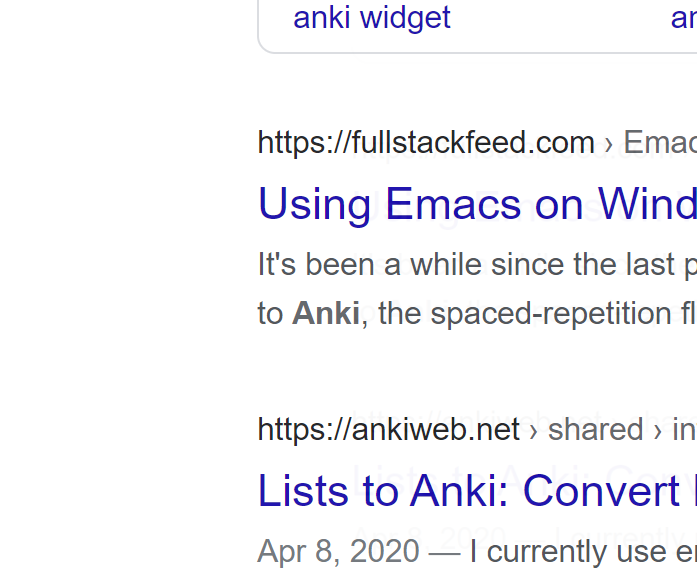 anki widget
https://fullstackfeed.com › Emac
Using Emacs on Wind
It's been a while since the last p
to Anki, the spaced-repetition fl
https://ankiweb.net › shared › in
Lists to Anki: Convert
Apr 8, 2020 — I currently use e